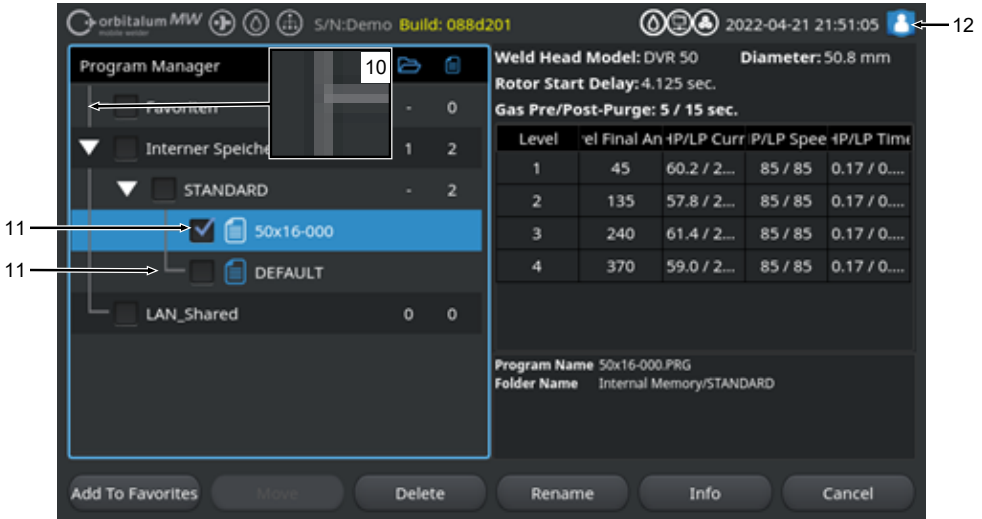 orbitalum MW S/N:Demo Build: 088d201 2022-04-21 21:51:05 12
mobile welder
Program Manager 10
Favoriten - 0
Interner Speiche 1 2
STANDARD - 2
11 50x16-000
11 DEFAULT
LAN_Shared 0 0
Weld Head Model: DVR 50 Diameter: 50.8 mm
Rotor Start Delay: 4.125 sec.
Gas Pre/Post-Purge: 5 / 15 sec.
Level el Final An HP/LP Curr IP/LP Spee HP/LP Time
1 45 60.2 / 2... 85 / 85 0.17 / 0....
2 135 57.8 / 2... 85 / 85 0.17 / 0....
3 240 61.4 / 2... 85 / 85 0.17 / 0....
4 370 59.0 / 2... 85 / 85 0.17 / 0....
Program Name 50x16-000.PRG
Folder Name Internal Memory/STANDARD
Add To Favorites Move Delete Rename Info Cancel